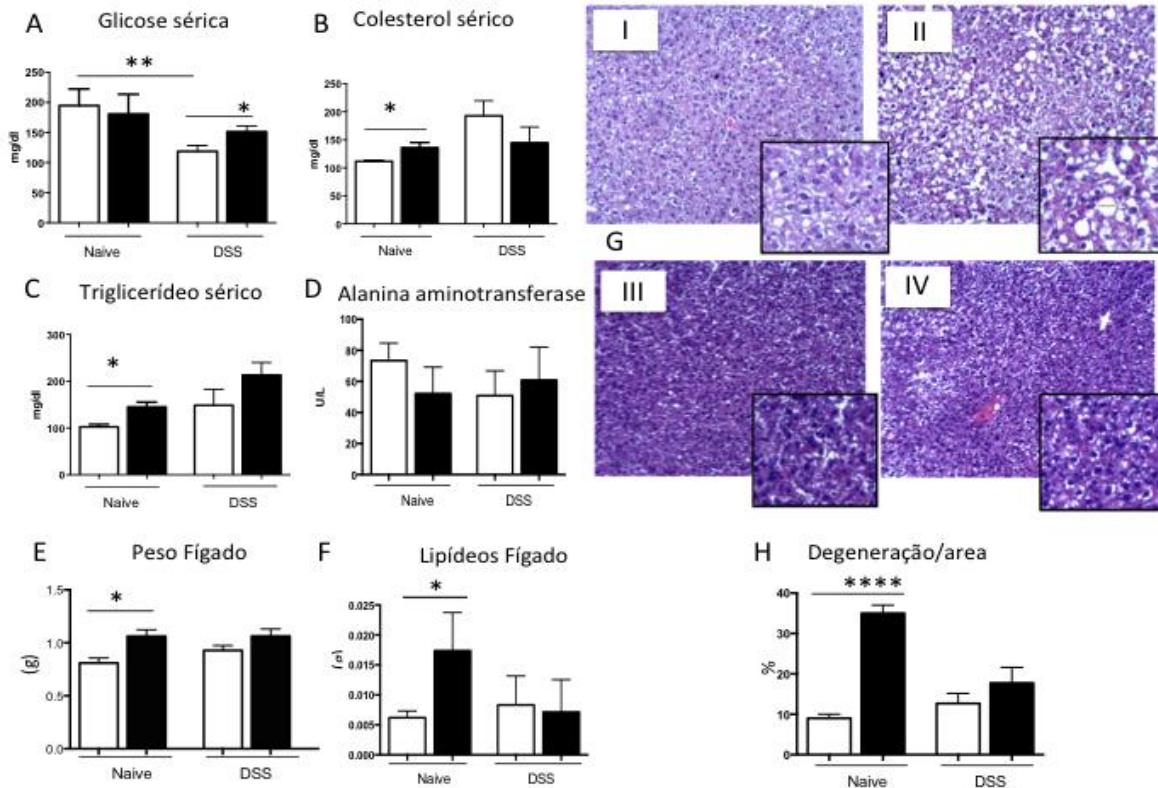 A Glicose sérica
**
*
mg/dl
250
200
150
100
50
0
Naive DSS
B Colesterol sérico
*
mg/dl
250
200
150
100
50
0
Naive DSS
I
II
G
III
IV
C Triglicerídeo sérico
*
mg/dl
300
200
100
0
Naive DSS
D Alanina aminotransferase
U/L
100
80
60
40
20
0
Naive DSS
E Peso Fígado
*
(g)
1.5
1.0
0.5
0.0
Naive DSS
F Lipídeos Fígado
*
(g)
0.025
0.020
0.015
0.010
0.005
0.000
Naive DSS
H Degeneração/area
****
%
40
30
20
10
0
Naive DSS